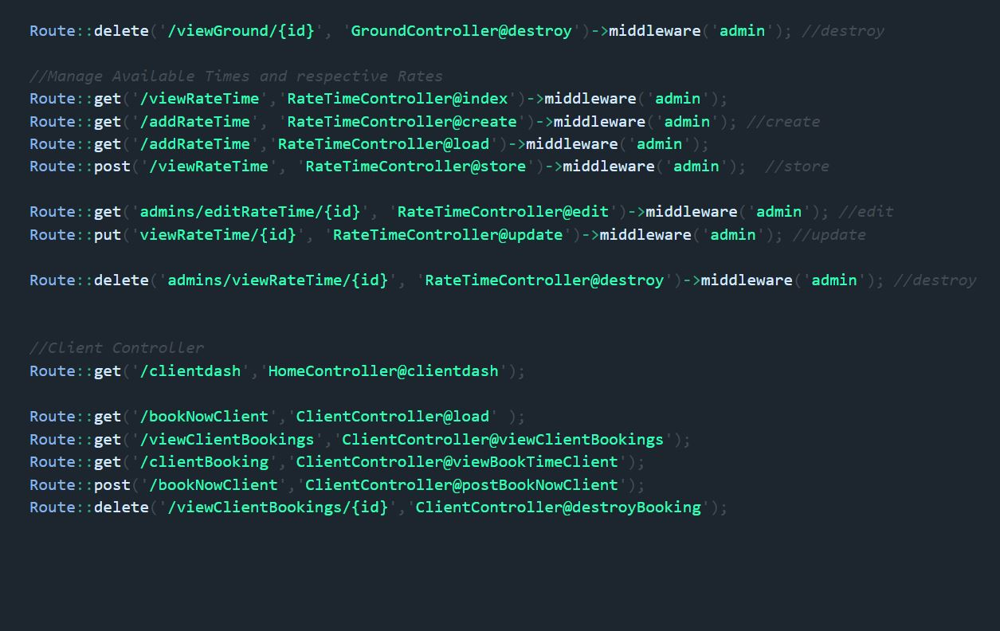 Route::delete('/viewGround/{id}', 'GroundController@destroy')->middleware('admin'); //destroy
//Manage Available Times and respective Rates
Route::get('/viewRateTime','RateTimeController@index')->middleware('admin');
Route::get('/addRateTime', 'RateTimeController@create')->middleware('admin'); //create
Route::get('/addRateTime','RateTimeController@load')->middleware('admin');
Route::post('/viewRateTime', 'RateTimeController@store')->middleware('admin');  //store
Route::get('admins/editRateTime/{id}', 'RateTimeController@edit')->middleware('admin'); //edit
Route::put('viewRateTime/{id}', 'RateTimeController@update')->middleware('admin'); //update
Route::delete('admins/viewRateTime/{id}', 'RateTimeController@destroy')->middleware('admin'); //destroy
//Client Controller
Route::get('/clientdash','HomeController@clientdash');
Route::get('/bookNowClient','ClientController@load' );
Route::get('/viewClientBookings','ClientController@viewClientBookings');
Route::get('/clientBooking','ClientController@viewBookTimeClient');
Route::post('/bookNowClient','ClientController@postBookNowClient');
Route::delete('/viewClientBookings/{id}','ClientController@destroyBooking');